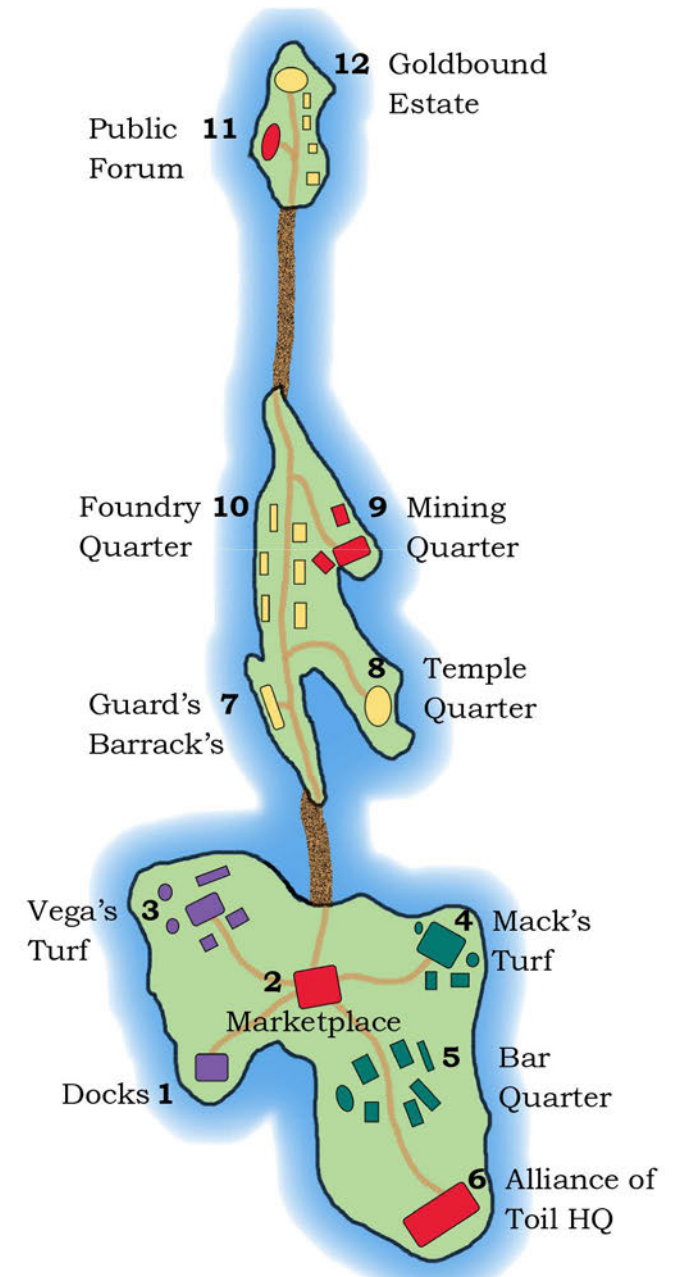 12 Goldbound
Estate
Public 11
Forum
Foundry 10
Quarter
9 Mining
Quarter
8 Temple
Quarter
Guard's 7
Barrack's
Vega's 3
Turf
4 Mack's
Turf
2
Marketplace
5 Bar
Quarter
Docks 1
6 Alliance of
Toil HQ